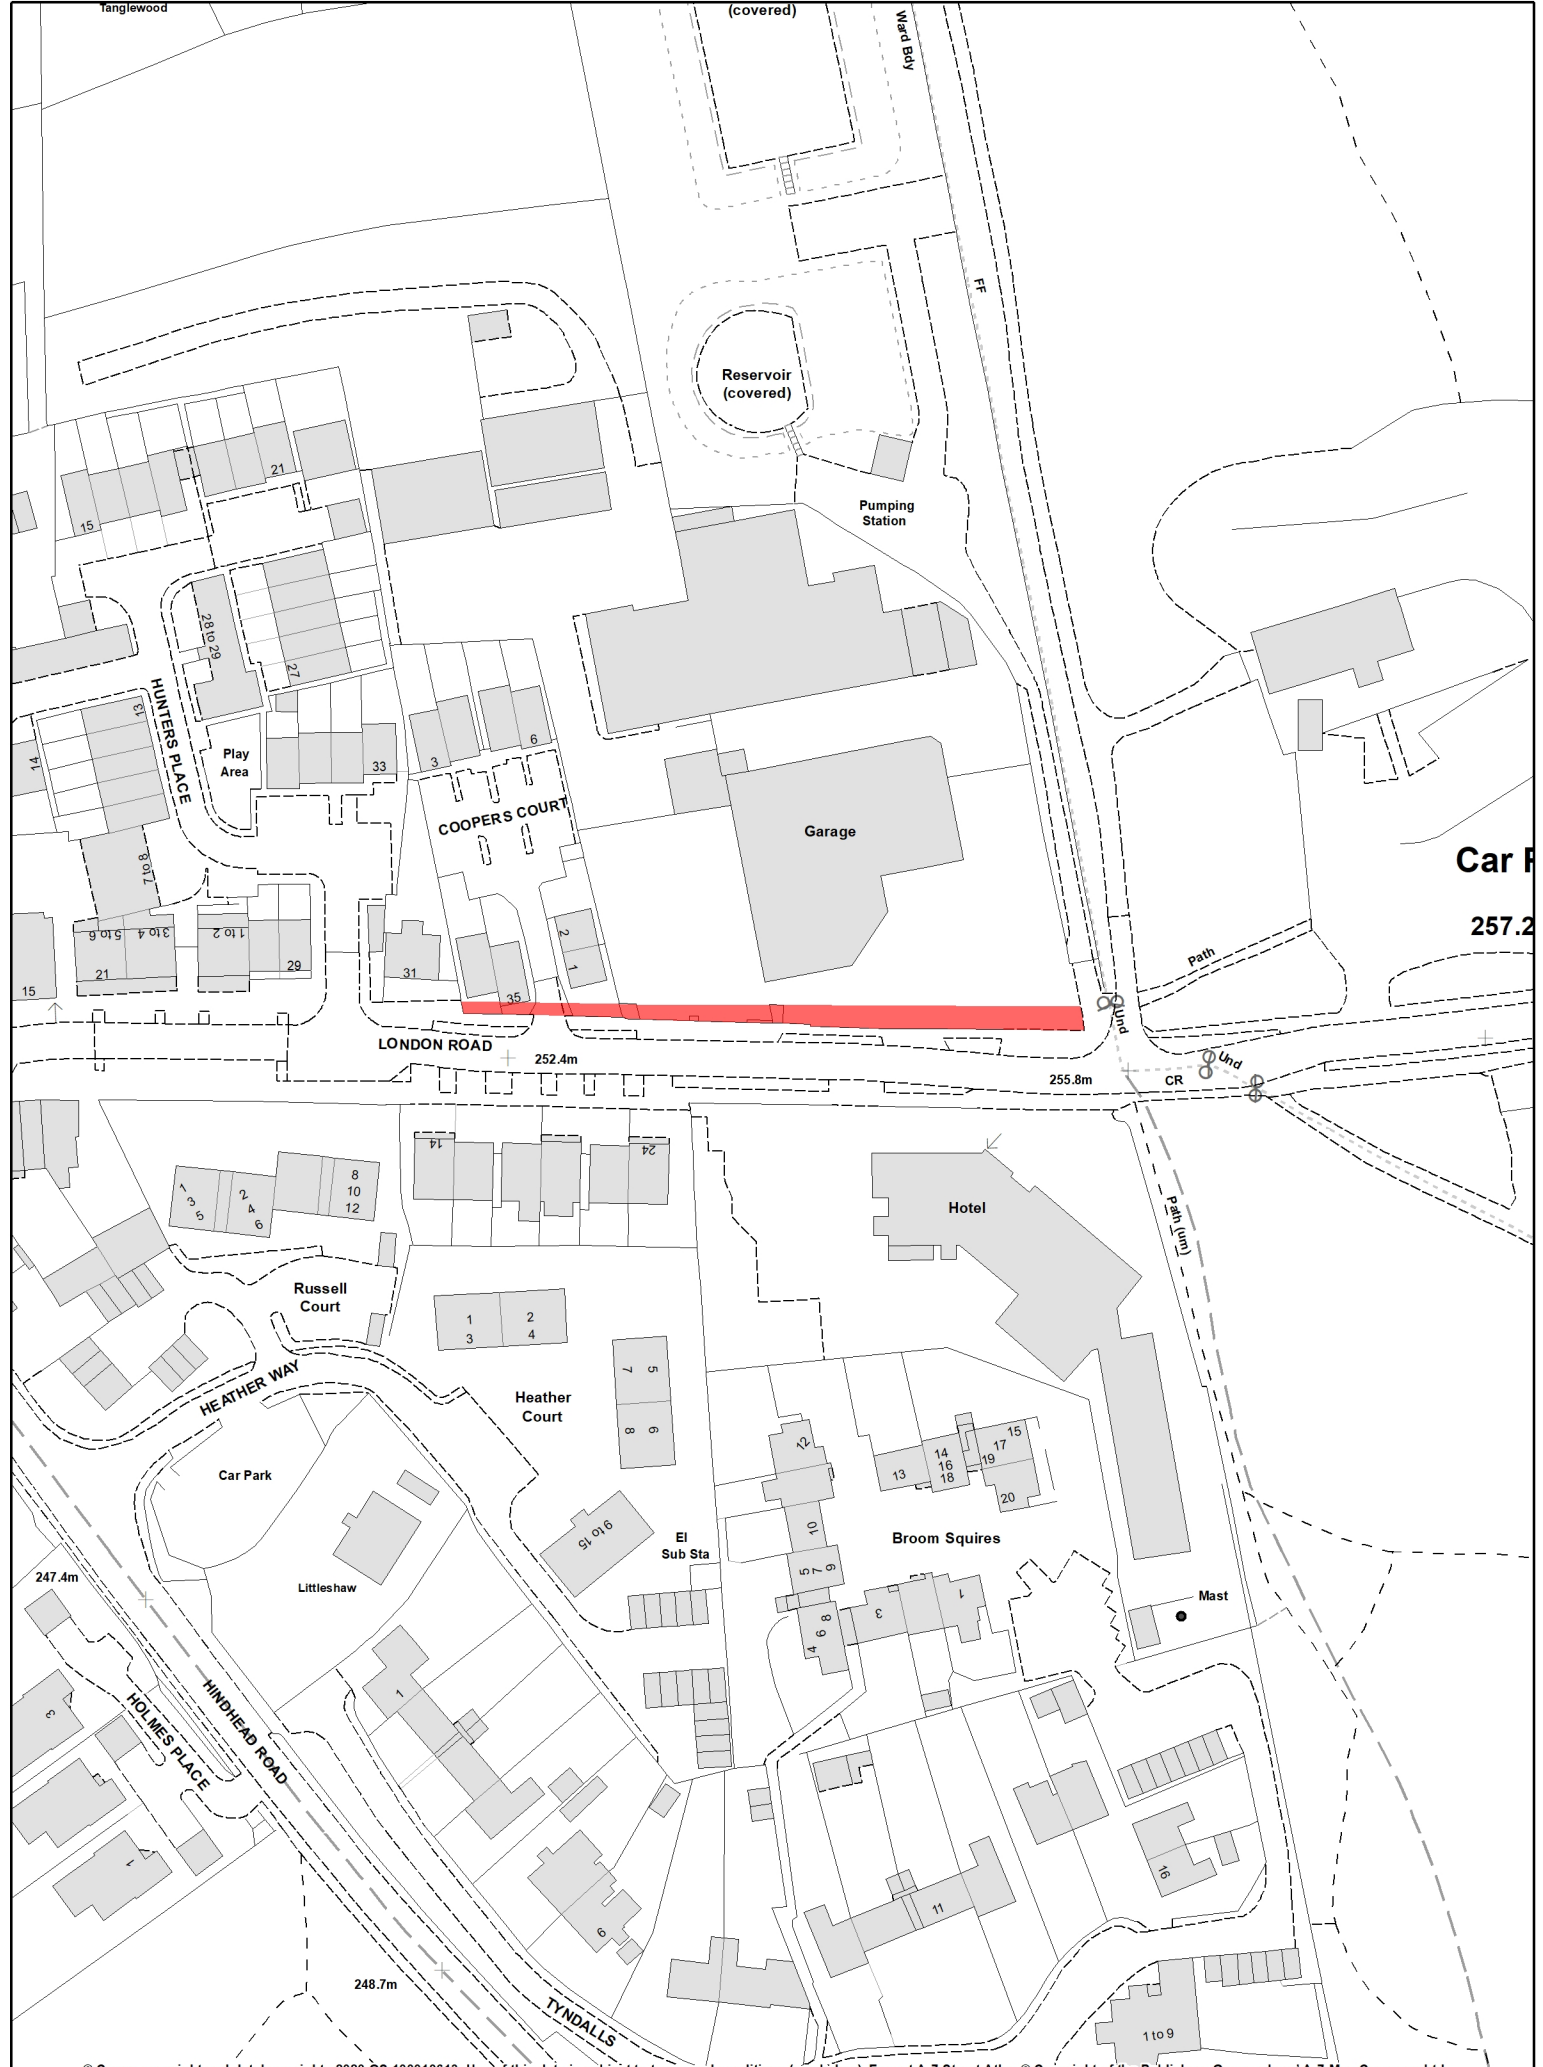 Tanglewood
(covered)
Ward Bdy
FF
Reservoir
(covered)
Pumping
Station
21
15
28 to 29
27
HUNTERS PLACE
13
14
Play
Area
33
3
6
COOPERS COURT
Garage
7 to 8
Car
257.2
Path
5 to 6
3 to 4
1 to 2
21
29
15
31
2
1
35
Und
LONDON ROAD
252.4m
255.8m
CR
Und
14
24
Hotel
Path (um)
1
3
5
2
4
6
8
10
12
Russell
Court
1
2
3
4
HEATHER WAY
7
5
8
6
Heather
Court
Car Park
12
13
14
16
18
15
17
19
20
10
9 to 15
El
Sub Sta
Broom Squires
5
7
9
247.4m
Littleshaw
Mast
3
1
4
6
8
HINDHEAD ROAD
HOLMES PLACE
3
1
1
16
11
9
248.7m
TYNDALLS
1 to 9